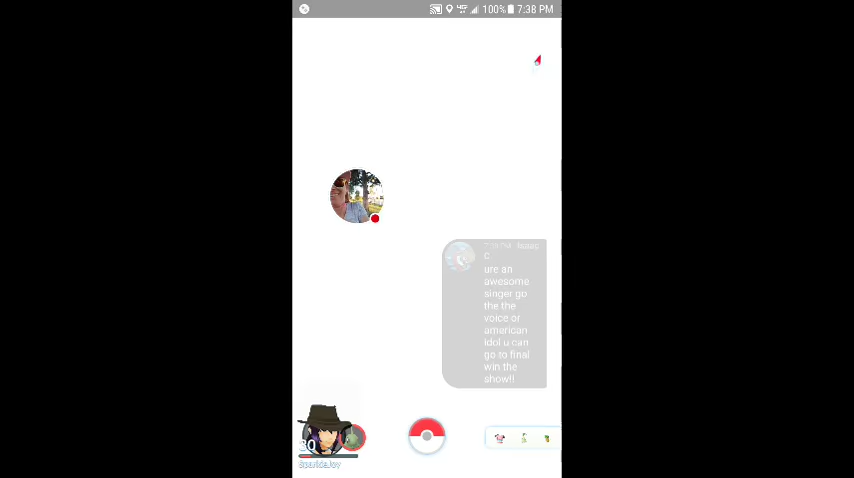 100% 7:38 PM
Isaac
C.
ure an
awesome
singer go
the the
voice or
american
idol u can
go to final
win the
show!!
30